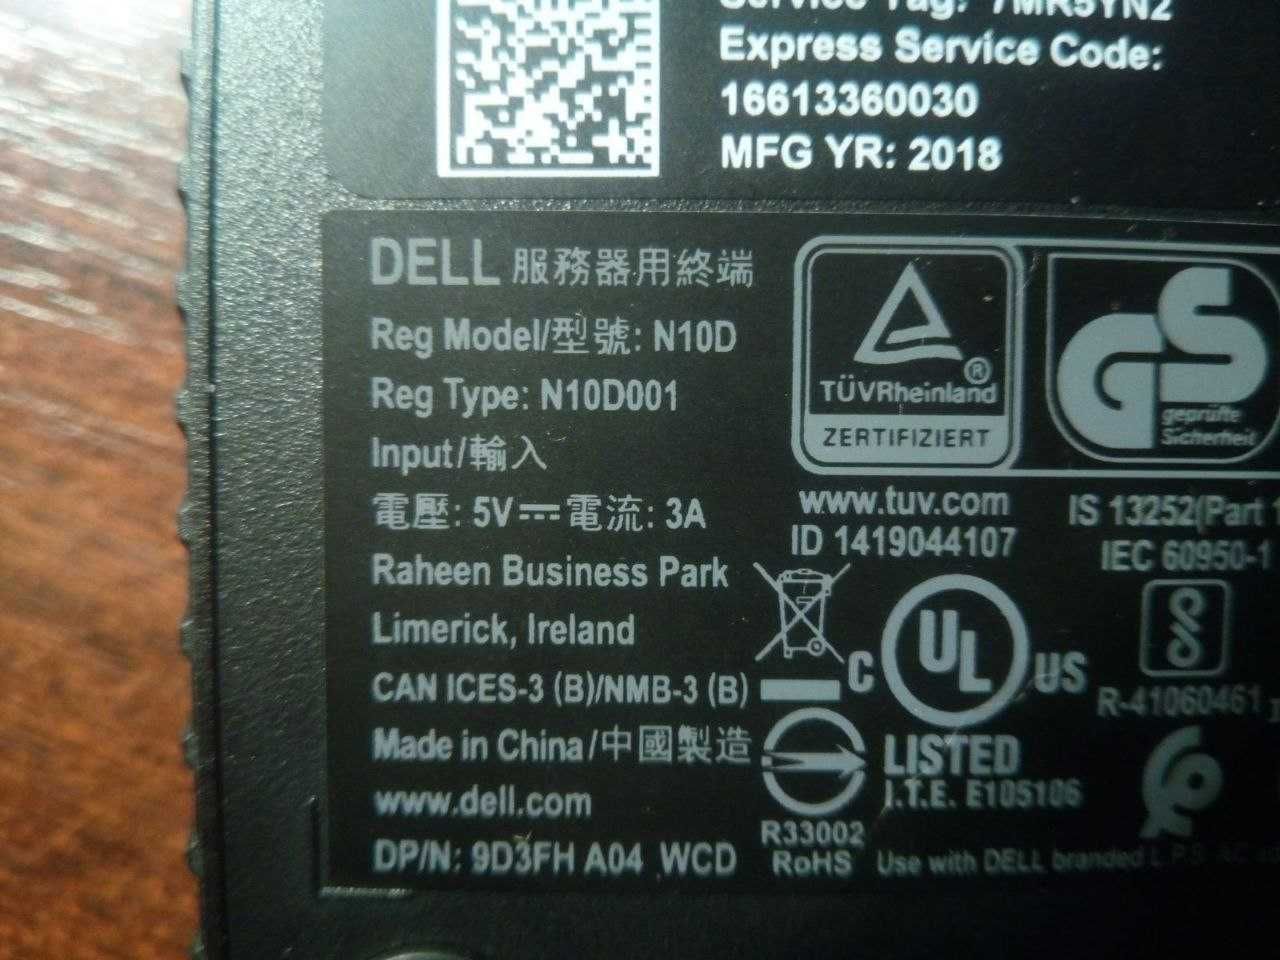 Service Tag: 7MR5YN2
Express Service Code:
16613360030
MFG YR: 2018
DELL 服務器用終端
Reg Model/型號: N10D
Reg Type: N10D001
Input/輸入
電壓: 5V⎓電流: 3A
Raheen Business Park
Limerick, Ireland
CAN ICES-3 (B)/NMB-3 (B)
Made in China/中國製造
www.dell.com
DP/N: 9D3FH A04 WCD
TÜVRheinland®
ZERTIFIZIERT
GS
geprüfte
Sicherheit
www.tuv.com
ID 1419044107
IS 13252(Part 1
IEC 60950-1
C UL US
LISTED
I.T.E. E105106
R-41060461
R33002
RoHS
Use with DELL branded L.P.S. AC